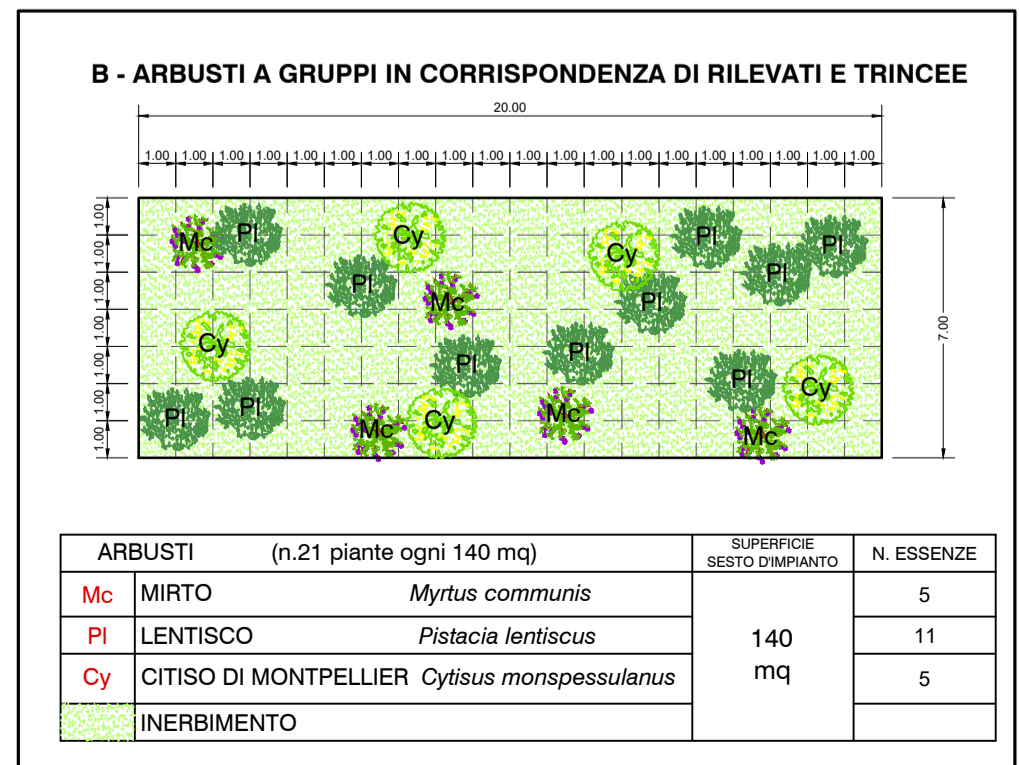 B - ARBUSTI A GRUPPI IN CORRISPONDENZA DI RILEVATI E TRINCEE
20.00
1.00 1.00 1.00 1.00 1.00 1.00 1.00 1.00 1.00 1.00 1.00 1.00 1.00 1.00 1.00 1.00 1.00 1.00 1.00 1.00
1.00
1.00
1.00
1.00
1.00
1.00
1.00
7.00
Mc Pl Cy Cy Pl Pl Pl
Pl Mc Pl
Cy Pl Pl Pl Cy
Pl Pl Mc Cy Mc Mc
ARBUSTI (n.21 piante ogni 140 mq) SUPERFICIE SESTO D'IMPIANTO N. ESSENZE
Mc MIRTO Myrtus communis 5
Pl LENTISCO Pistacia lentiscus 140 mq 11
Cy CITISO DI MONTPELLIER Cytisus monspessulanus 5
INERBIMENTO